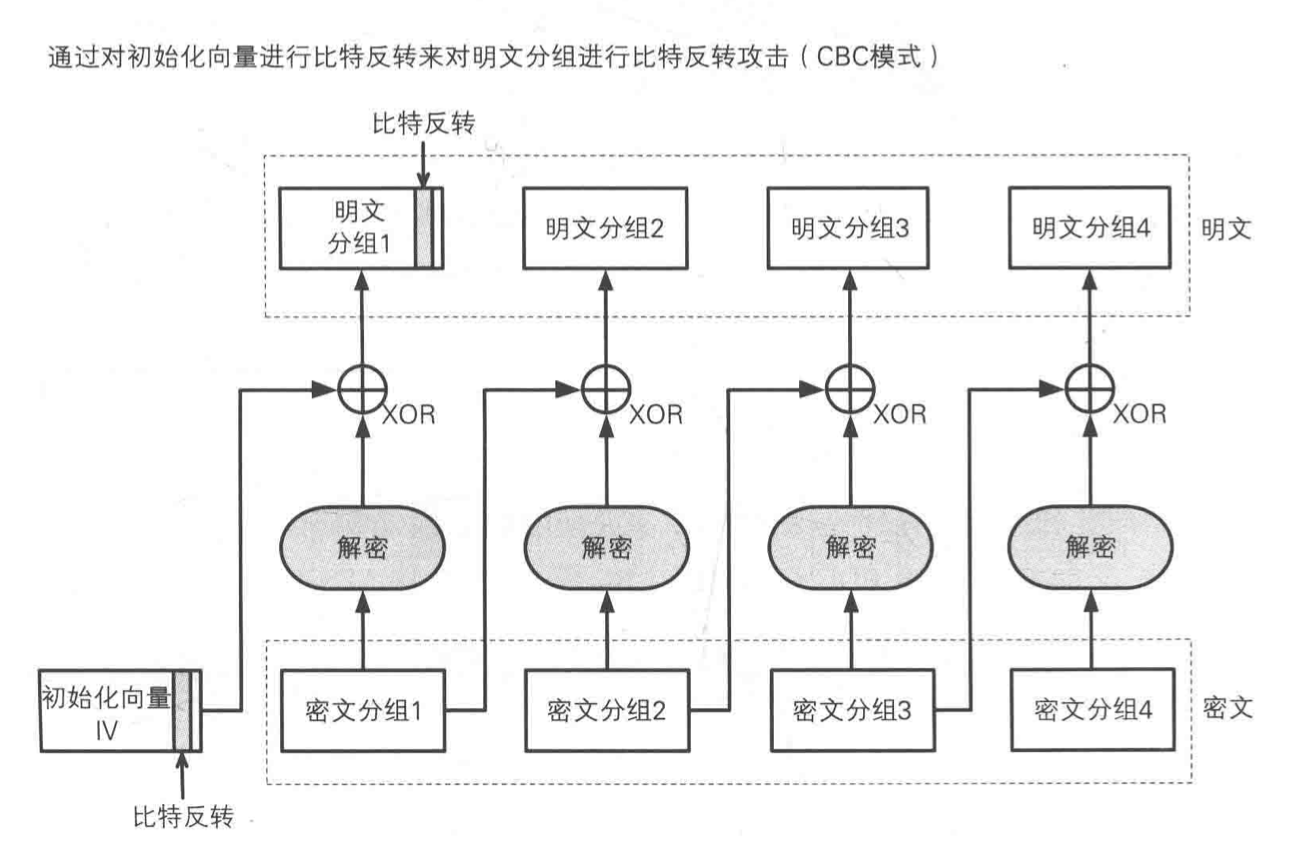 通过对初始化向量进行比特反转来对明文分组进行比特反转攻击（CBC模式）
比特反转
明文
分组1
明文分组2
明文分组3
明文分组4
明文
XOR
XOR
XOR
XOR
解密
解密
解密
解密
初始化向量
IV
密文分组1
密文分组2
密文分组3
密文分组4
密文
比特反转